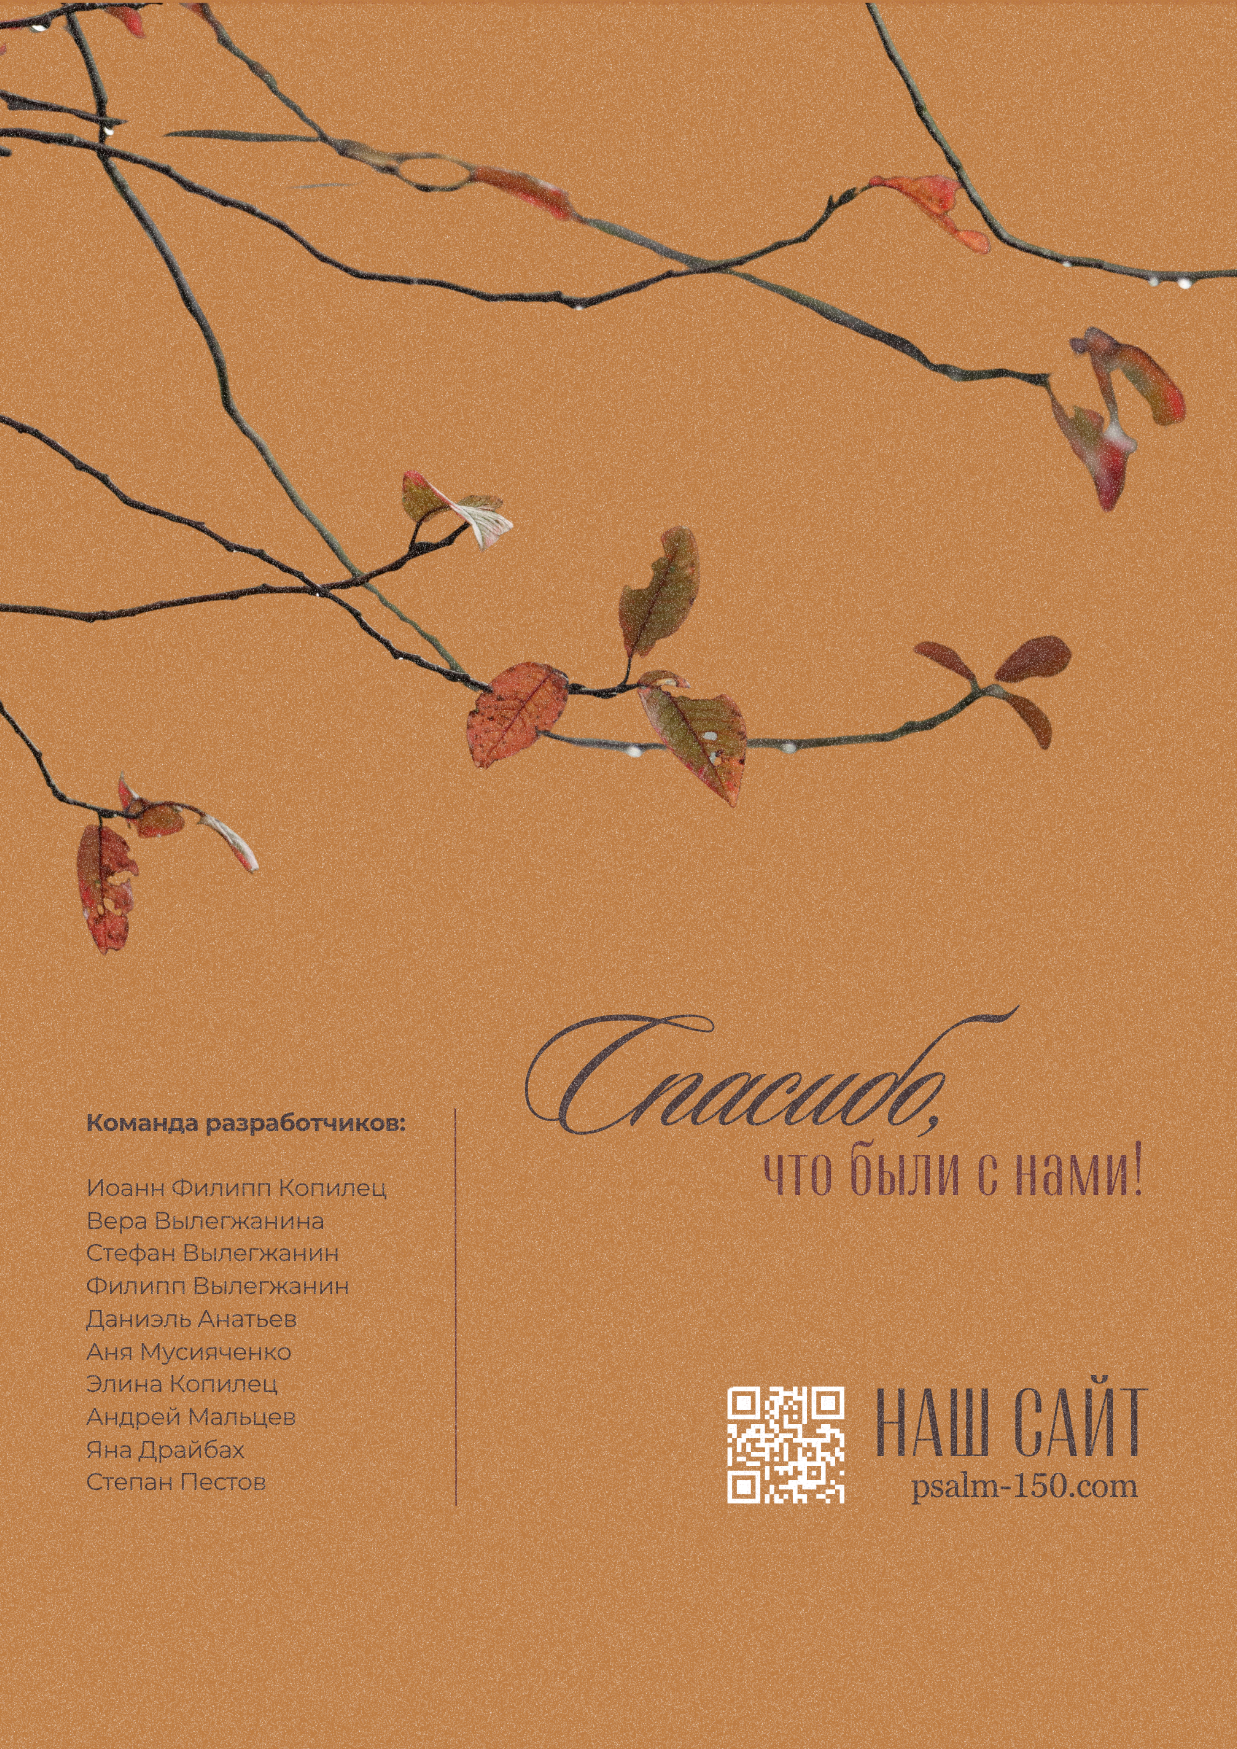 Спасибо,
что были с нами!
Команда разработчиков:
Иоанн Филипп Копилец
Вера Вылегжанина
Стефан Вылегжанин
Филипп Вылегжанин
Даниэль Анатьев
Аня Мусияченко
Элина Копилец
Андрей Мальцев
Яна Драйбах
Степан Пестов
НАШ САЙТ
psalm-150.com